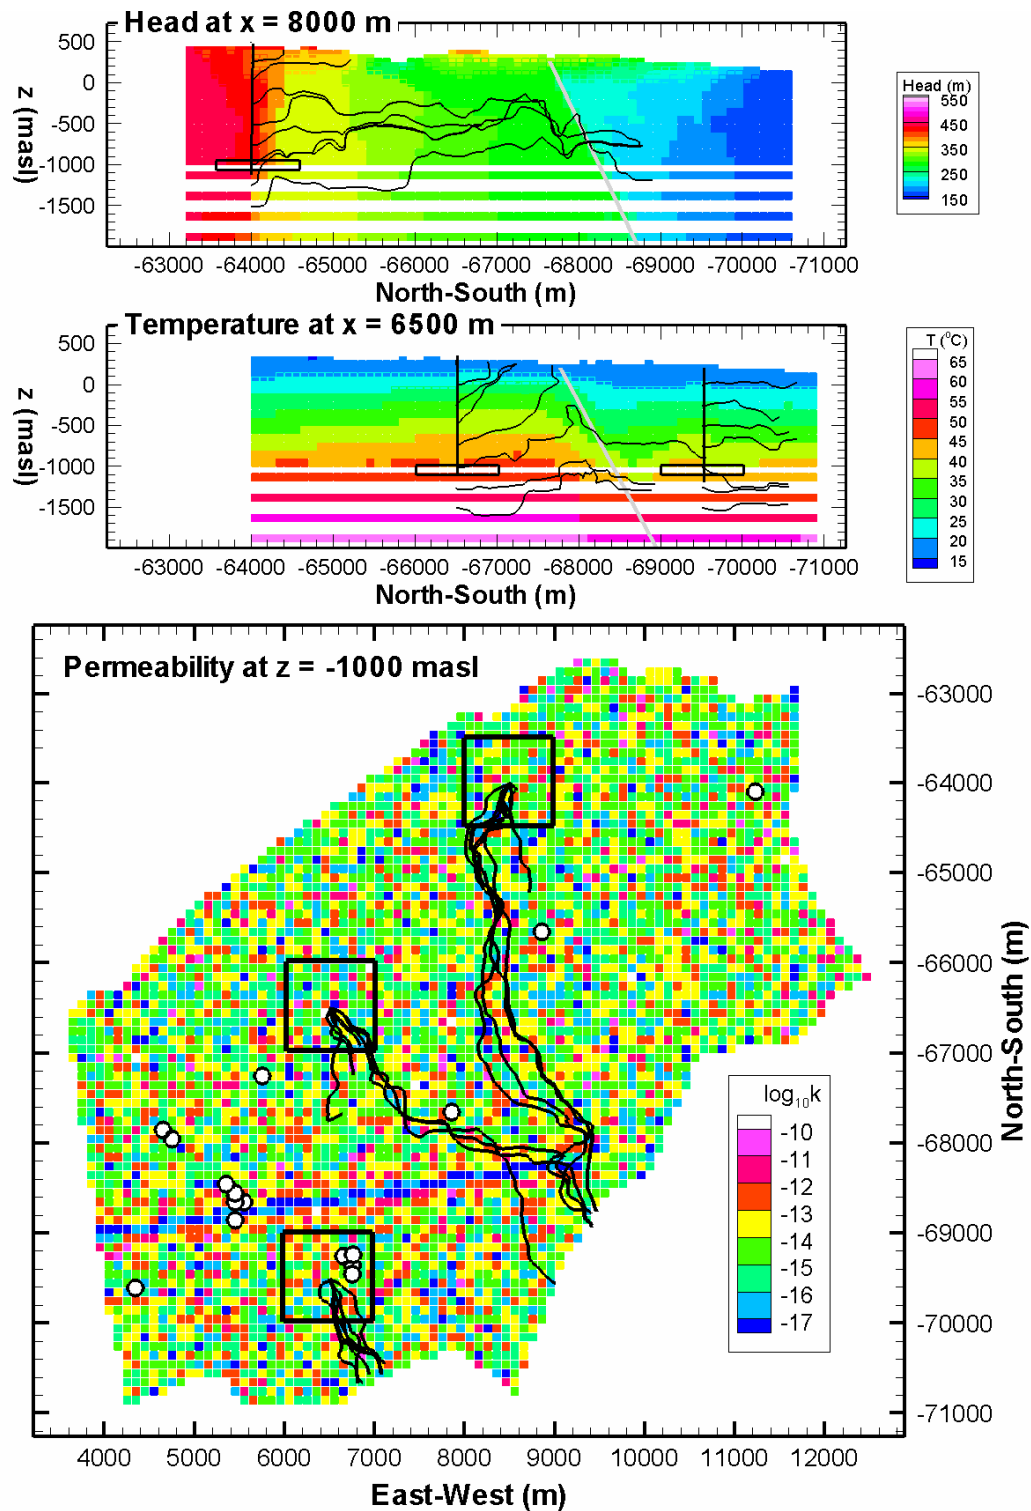 Head at x = 8000 m
500
0
-500
-1000
-1500
z (masl)
-63000 -64000 -65000 -66000 -67000 -68000 -69000 -70000 -71000
North-South (m)
Head (m)
550
450
350
250
150
Temperature at x = 6500 m
500
0
-500
-1000
-1500
z (masl)
-63000 -64000 -65000 -66000 -67000 -68000 -69000 -70000 -71000
North-South (m)
T (⁰C)
65
60
55
50
45
40
35
30
25
20
15
Permeability at z = -1000 masl
-63000
-64000
-65000
-66000
-67000
-68000
-69000
-70000
-71000
North-South (m)
log₁₀k
-10
-11
-12
-13
-14
-15
-16
-17
4000 5000 6000 7000 8000 9000 10000 11000 12000
East-West (m)